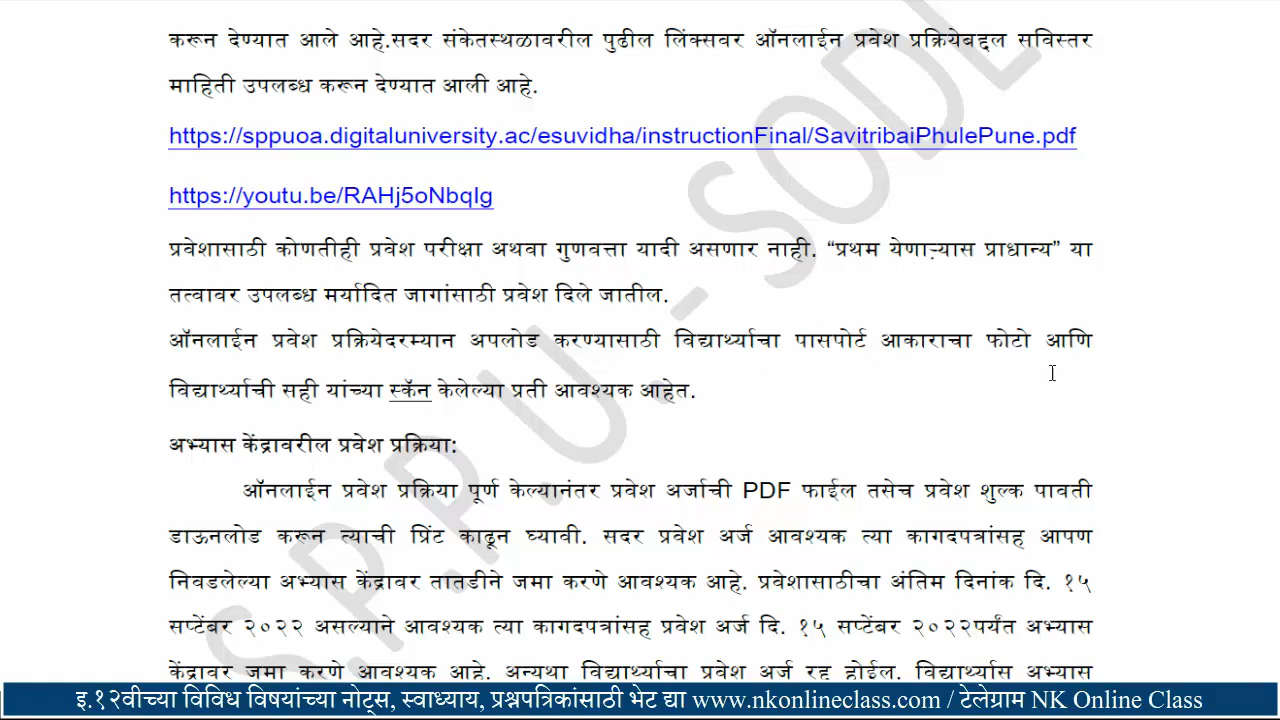 करून देण्यात आले आहे.सदर संकेतस्थळावरील पुढील लिंक्सवर ऑनलाईन प्रवेश प्रक्रियेबद्दल सविस्तर
माहिती उपलब्ध करून देण्यात आली आहे.
https://sppuoa.digitaluniversity.ac/esuvidha/instructionFinal/SavitribaiPhulePune.pdf
https://youtu.be/RAHj5oNbqIg
प्रवेशासाठी कोणतीही प्रवेश परीक्षा अथवा गुणवत्ता यादी असणार नाही. “प्रथम येणाऱ्यास प्राधान्य” या
तत्वावर उपलब्ध मर्यादित जागांसाठी प्रवेश दिले जातील.
ऑनलाईन प्रवेश प्रक्रियेदरम्यान अपलोड करण्यासाठी विद्यार्थ्याचा पासपोर्ट आकाराचा फोटो आणि
विद्यार्थ्याची सही यांच्या स्कॅन केलेल्या प्रती आवश्यक आहेत.
अभ्यास केंद्रावरील प्रवेश प्रक्रिया:
ऑनलाईन प्रवेश प्रक्रिया पूर्ण केल्यानंतर प्रवेश अर्जाची PDF फाईल तसेच प्रवेश शुल्क पावती
डाऊनलोड करून त्याची प्रिंट काढून घ्यावी. सदर प्रवेश अर्ज आवश्यक त्या कागदपत्रांसह आपण
निवडलेल्या अभ्यास केंद्रावर तातडीने जमा करणे आवश्यक आहे. प्रवेशासाठीचा अंतिम दिनांक दि. १५
सप्टेंबर २०२२ असल्याने आवश्यक त्या कागदपत्रांसह प्रवेश अर्ज दि. १५ सप्टेंबर २०२२पर्यंत अभ्यास
केंद्रावर जमा करणे आवश्यक आहे. अन्यथा विद्यार्थ्याचा प्रवेश अर्ज रद्द होईल. विद्यार्थ्यास अभ्यास
S.P.P.U.-SODL
इ.१२वीच्या विविध विषयांच्या नोट्स, स्वाध्याय, प्रश्नपत्रिकांसाठी भेट द्या www.nkonlineclass.com / टेलेग्राम NK Online Class